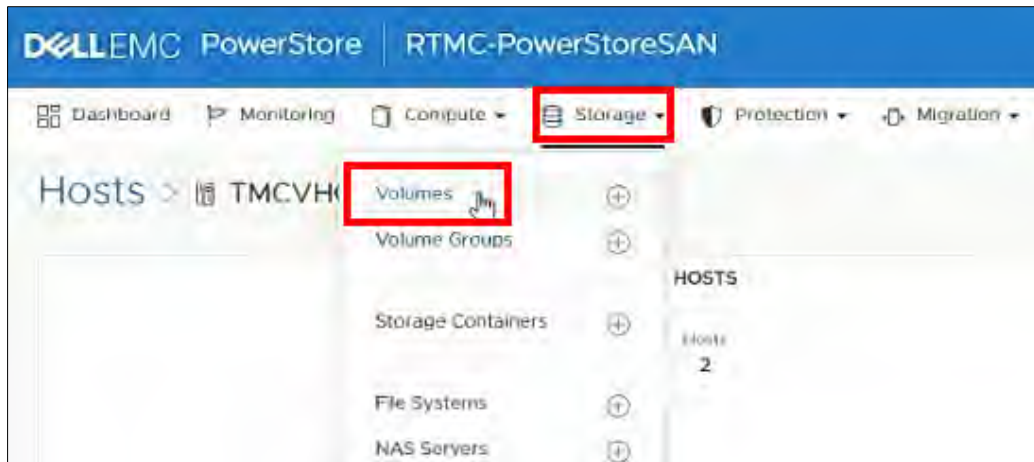 DELLEMC PowerStore RTMC-PowerStoreSAN
Dashboard Monitoring Compute Storage Protection Migration
Hosts > TMCVH
Volumes
Volume Groups
HOSTS
Storage Containers
Hosts
2
File Systems
NAS Servers